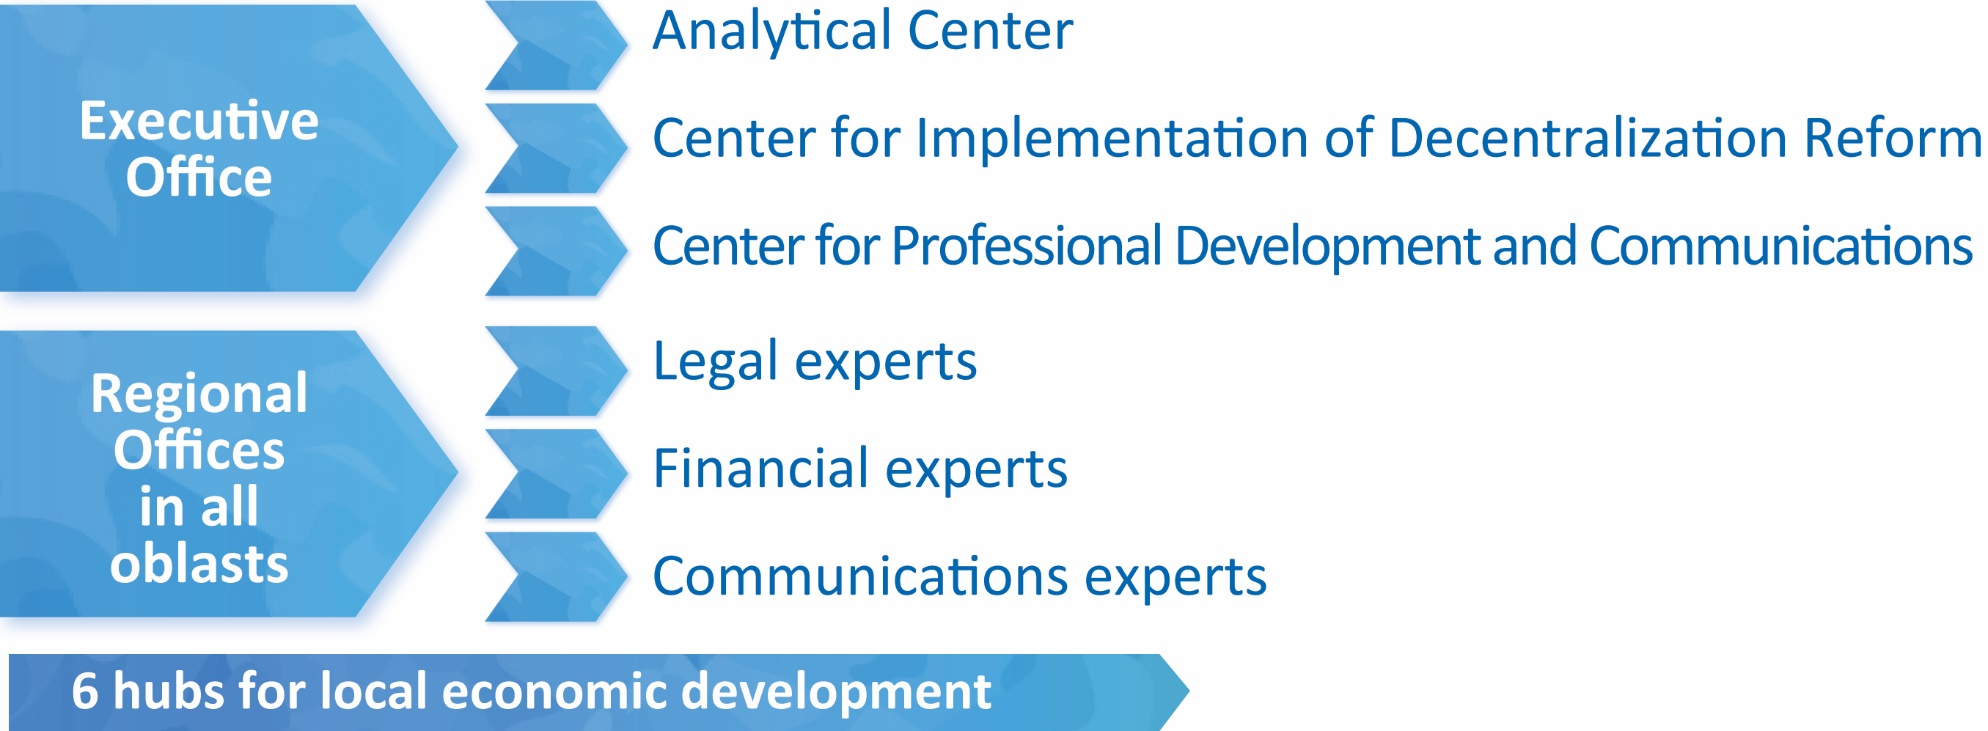 Executive
Office
Analytical Center
Center for Implementation of Decentralization Reform
Center for Professional Development and Communications
Regional
Offices
in all
oblasts
Legal experts
Financial experts
Communications experts
6 hubs for local economic development